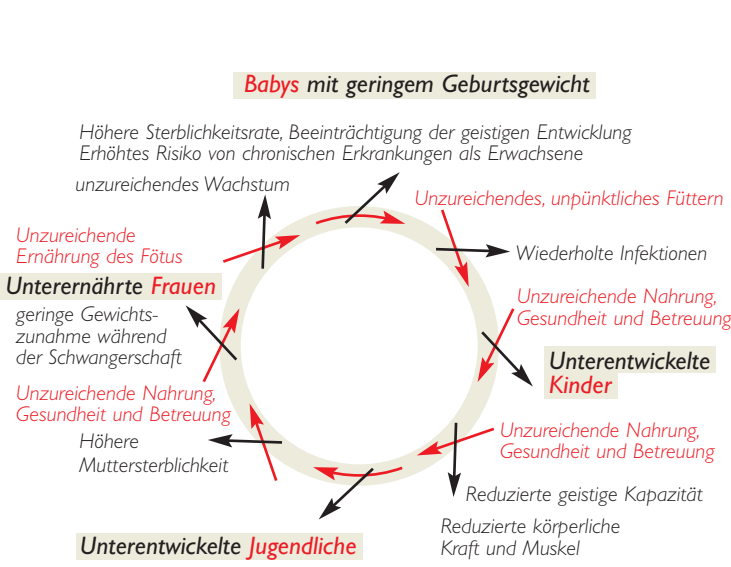 Babys mit geringem Geburtsgewicht
Höhere Sterblichkeitsrate, Beeinträchtigung der geistigen Entwicklung
Erhöhtes Risiko von chronischen Erkrankungen als Erwachsene
unzureichendes Wachstum
Unzureichendes, unpünktliches Füttern
Unzureichende
Ernährung des Fötus
Wiederholte Infektionen
Unterernährte Frauen
Unzureichende Nahrung,
Gesundheit und Betreuung
geringe Gewichts-
zunahme während
der Schwangerschaft
Unterentwickelte
Kinder
Unzureichende Nahrung,
Gesundheit und Betreuung
Unzureichende Nahrung,
Gesundheit und Betreuung
Höhere
Muttersterblichkeit
Reduzierte geistige Kapazität
Reduzierte körperliche
Kraft und Muskel
Unterentwickelte Jugendliche